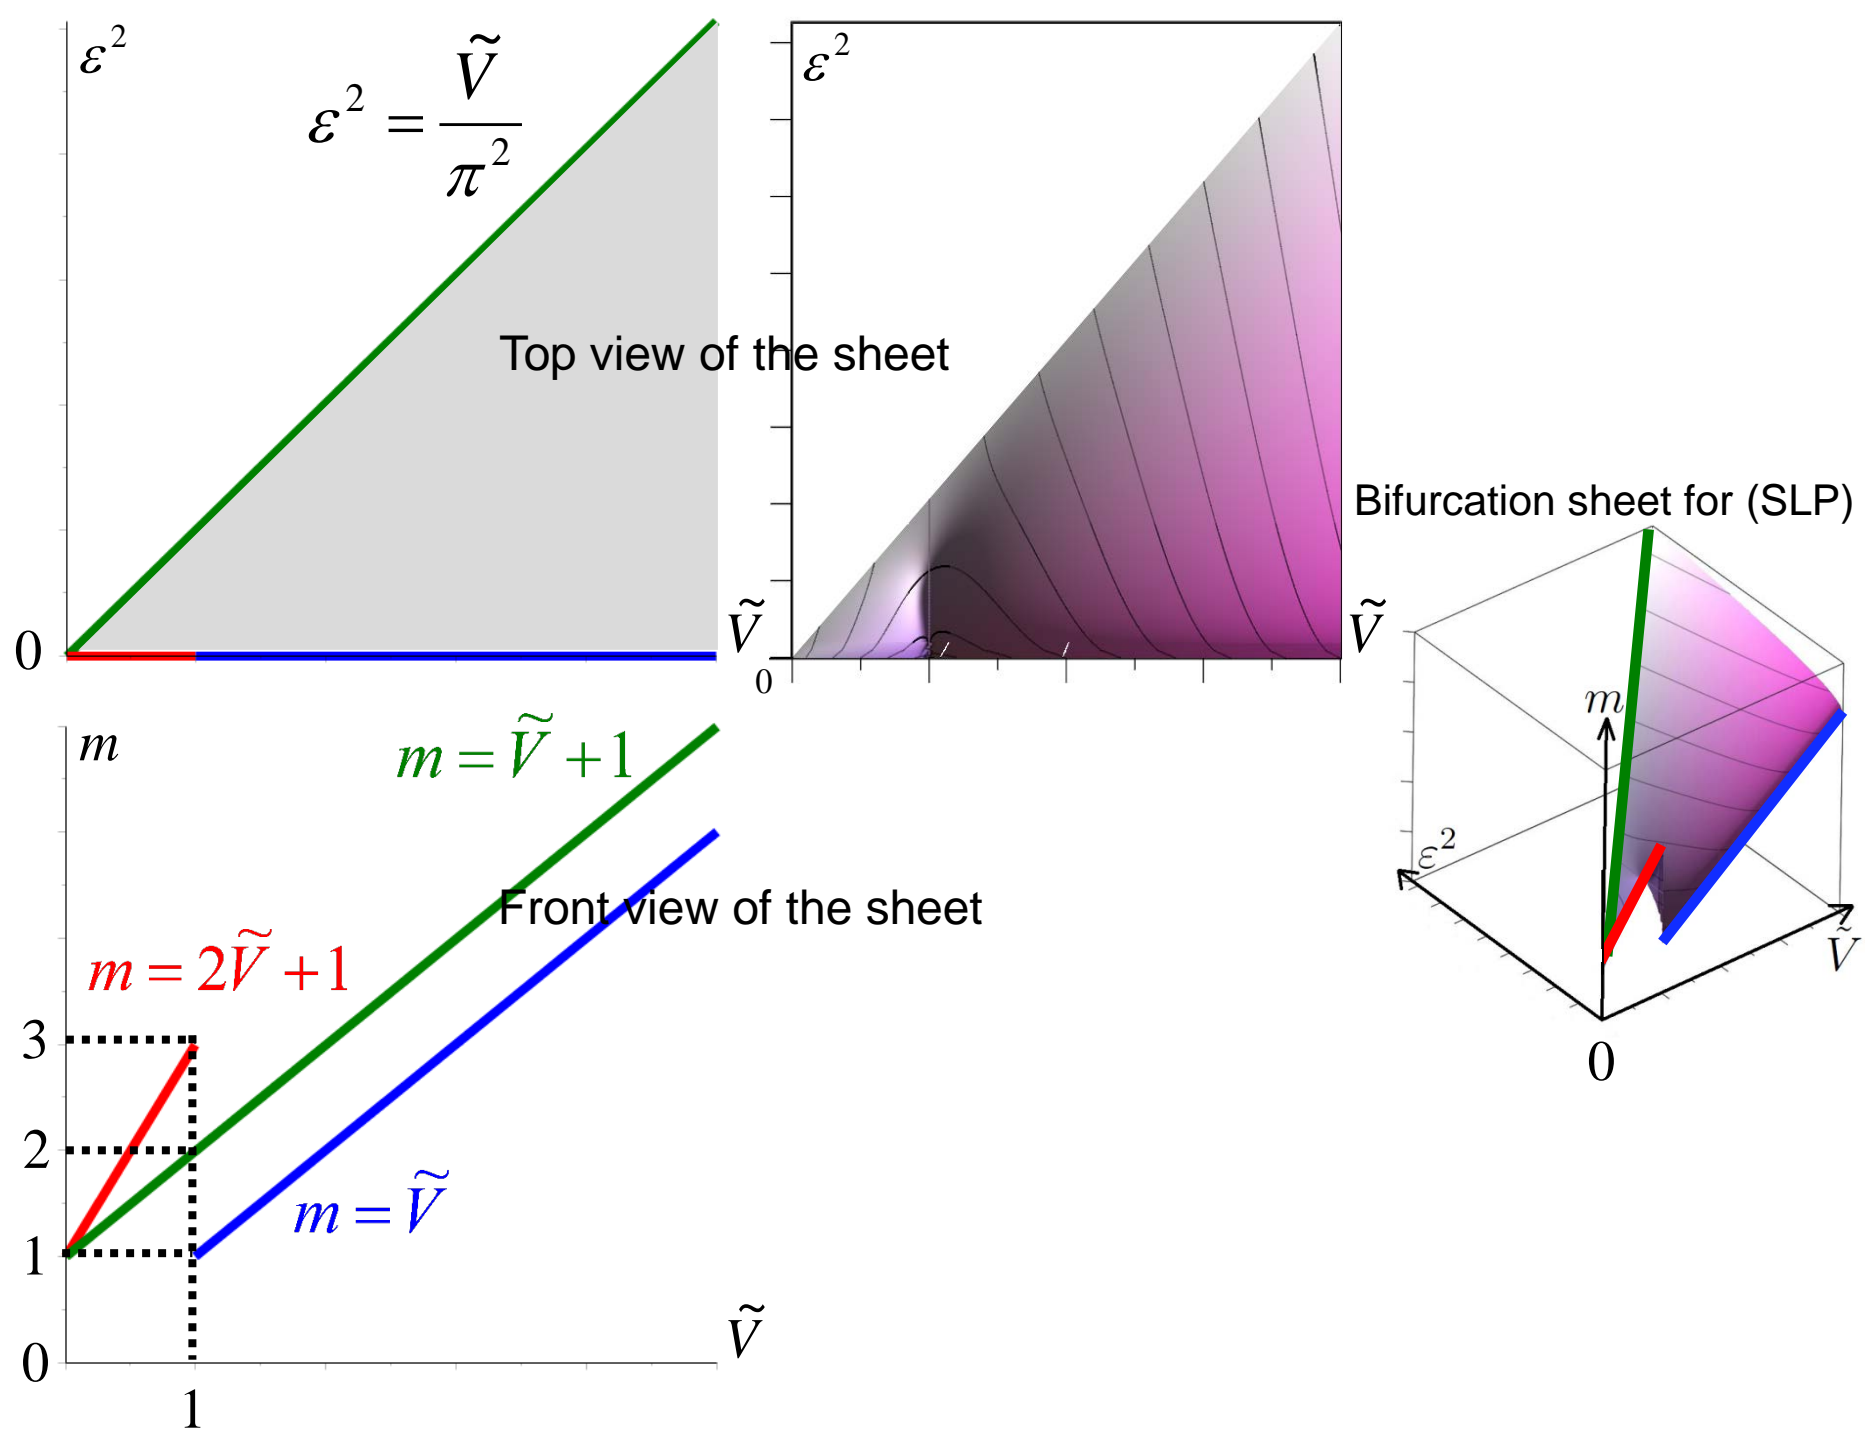 ε²
ε² = Ṽ / π²
0
Ṽ
Top view of the sheet
ε²
0
Ṽ
Bifurcation sheet for (SLP)
m
ε²
Ṽ
0
m
m = Ṽ + 1
Front view of the sheet
m = 2Ṽ + 1
3
2
m = Ṽ
1
0
Ṽ
1